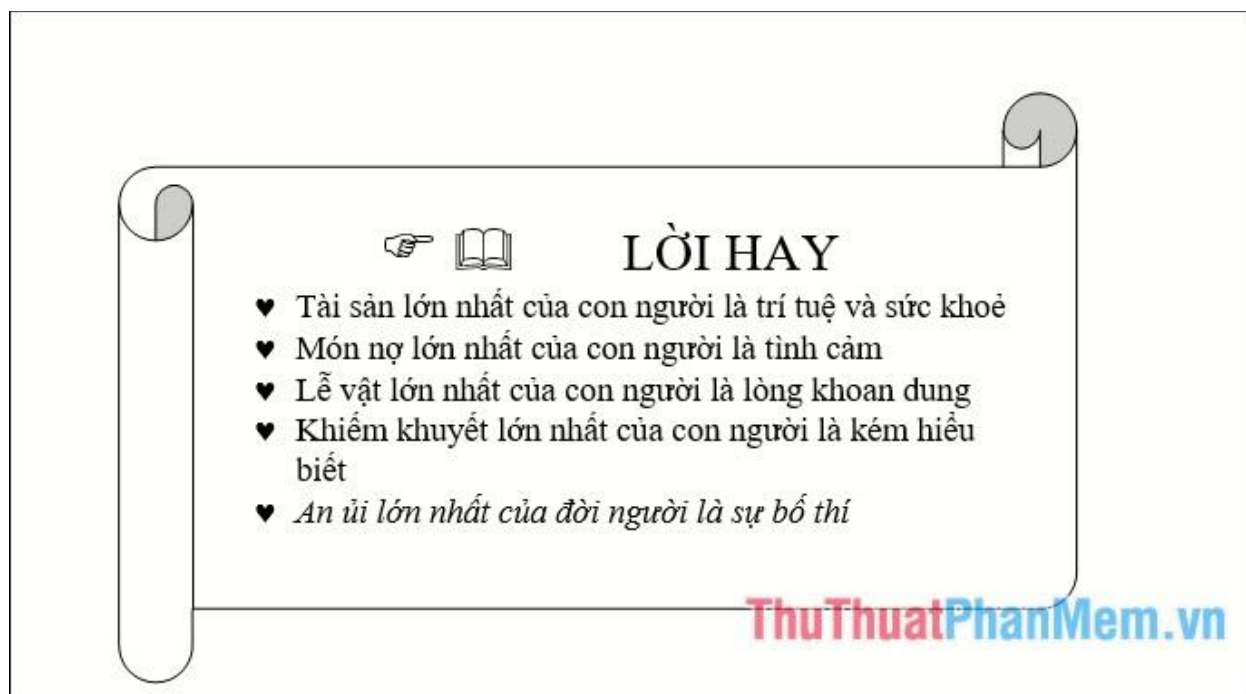 ☞ 🕮 LỜI HAY
♥ Tài sản lớn nhất của con người là trí tuệ và sức khoẻ
♥ Món nợ lớn nhất của con người là tình cảm
♥ Lễ vật lớn nhất của con người là lòng khoan dung
♥ Khiếm khuyết lớn nhất của con người là kém hiểu
biết
♥ An ủi lớn nhất của đời người là sự bố thí
ThuThuatPhanMem.vn